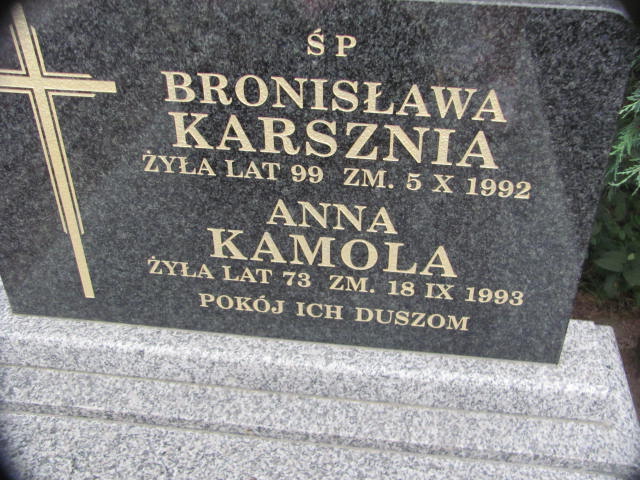 Ś P
BRONISŁAWA
KARSZNIA
ŻYŁA LAT 99 ZM. 5 X 1992
ANNA
KAMOLA
ŻYŁA LAT 73 ZM. 18 IX 1993
POKÓJ ICH DUSZOM